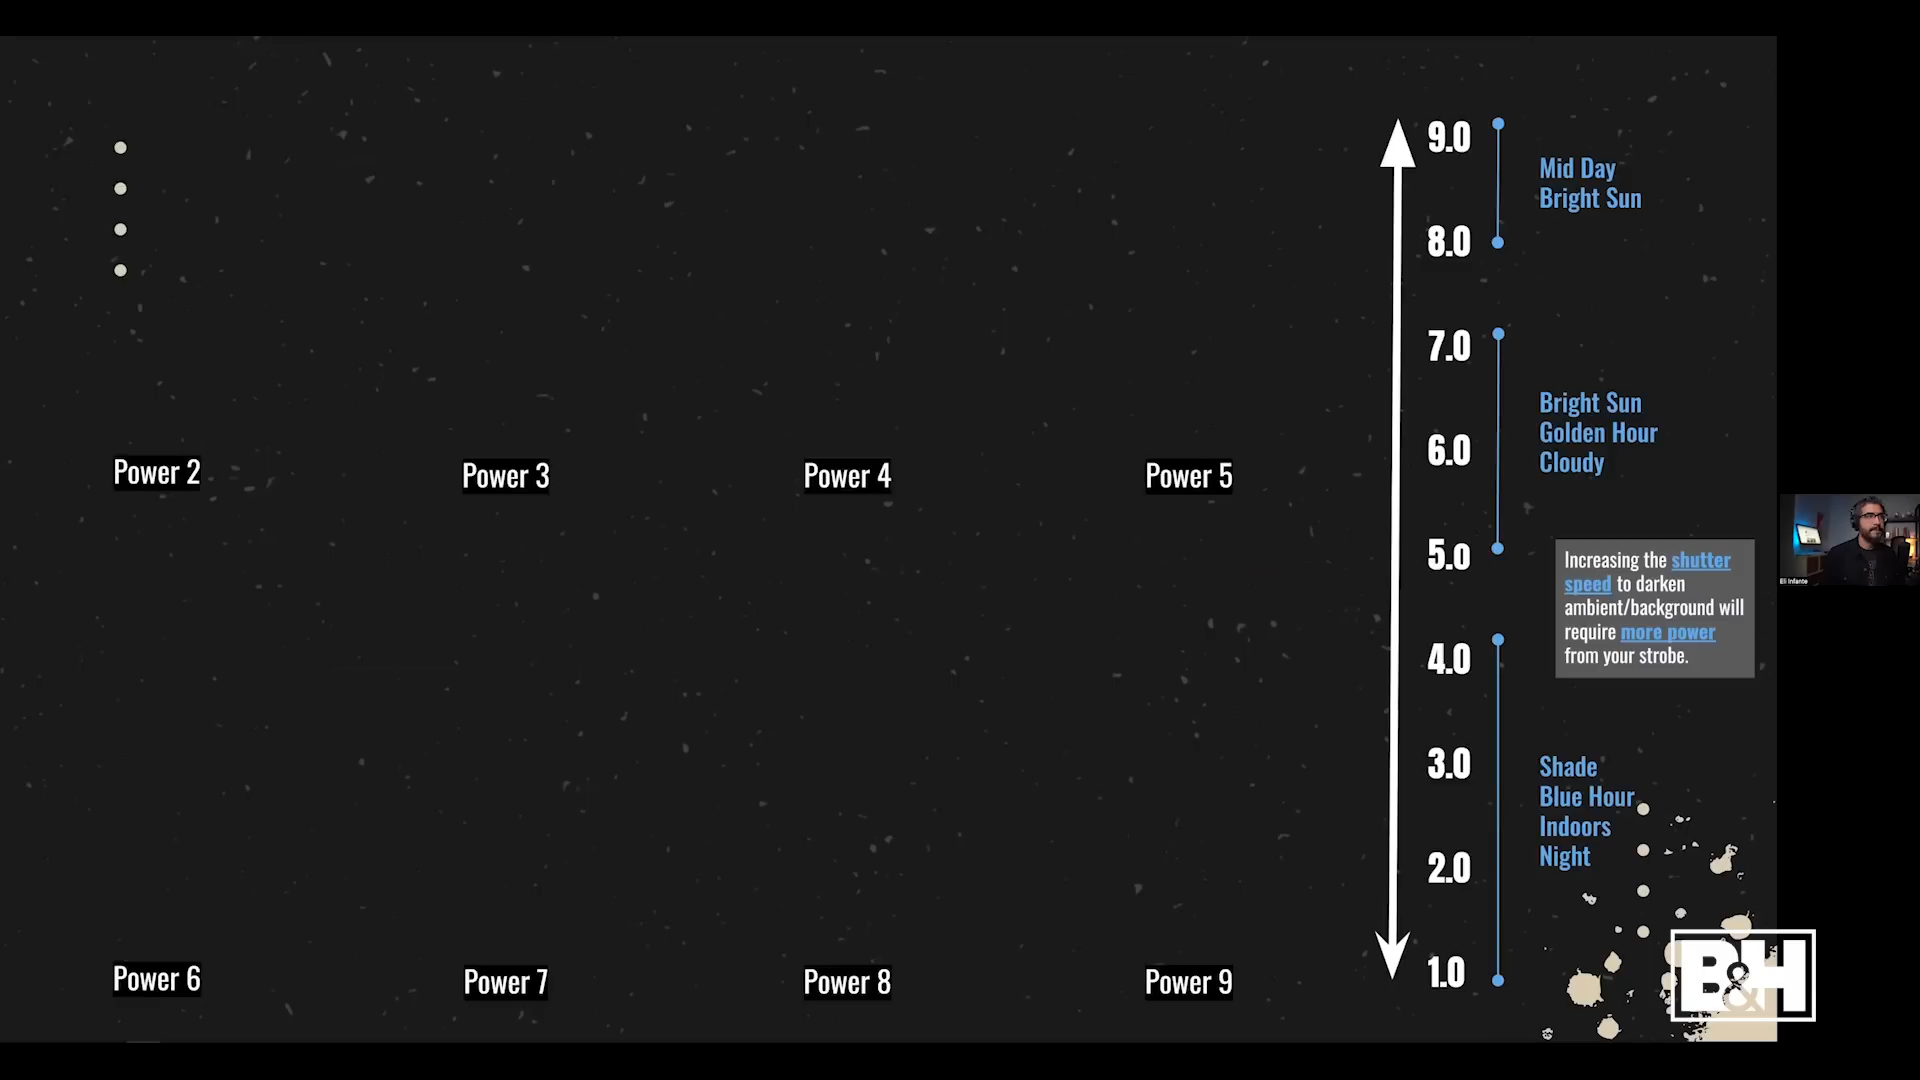 Power 2
Power 3
Power 4
Power 5
Power 6
Power 7
Power 8
Power 9
9.0
8.0
7.0
6.0
5.0
4.0
3.0
2.0
1.0
Mid Day
Bright Sun
Bright Sun
Golden Hour
Cloudy
Increasing the shutter
speed to darken
ambient/background will
require more power
from your strobe.
Shade
Blue Hour
Indoors
Night
Eli Infante
B&H